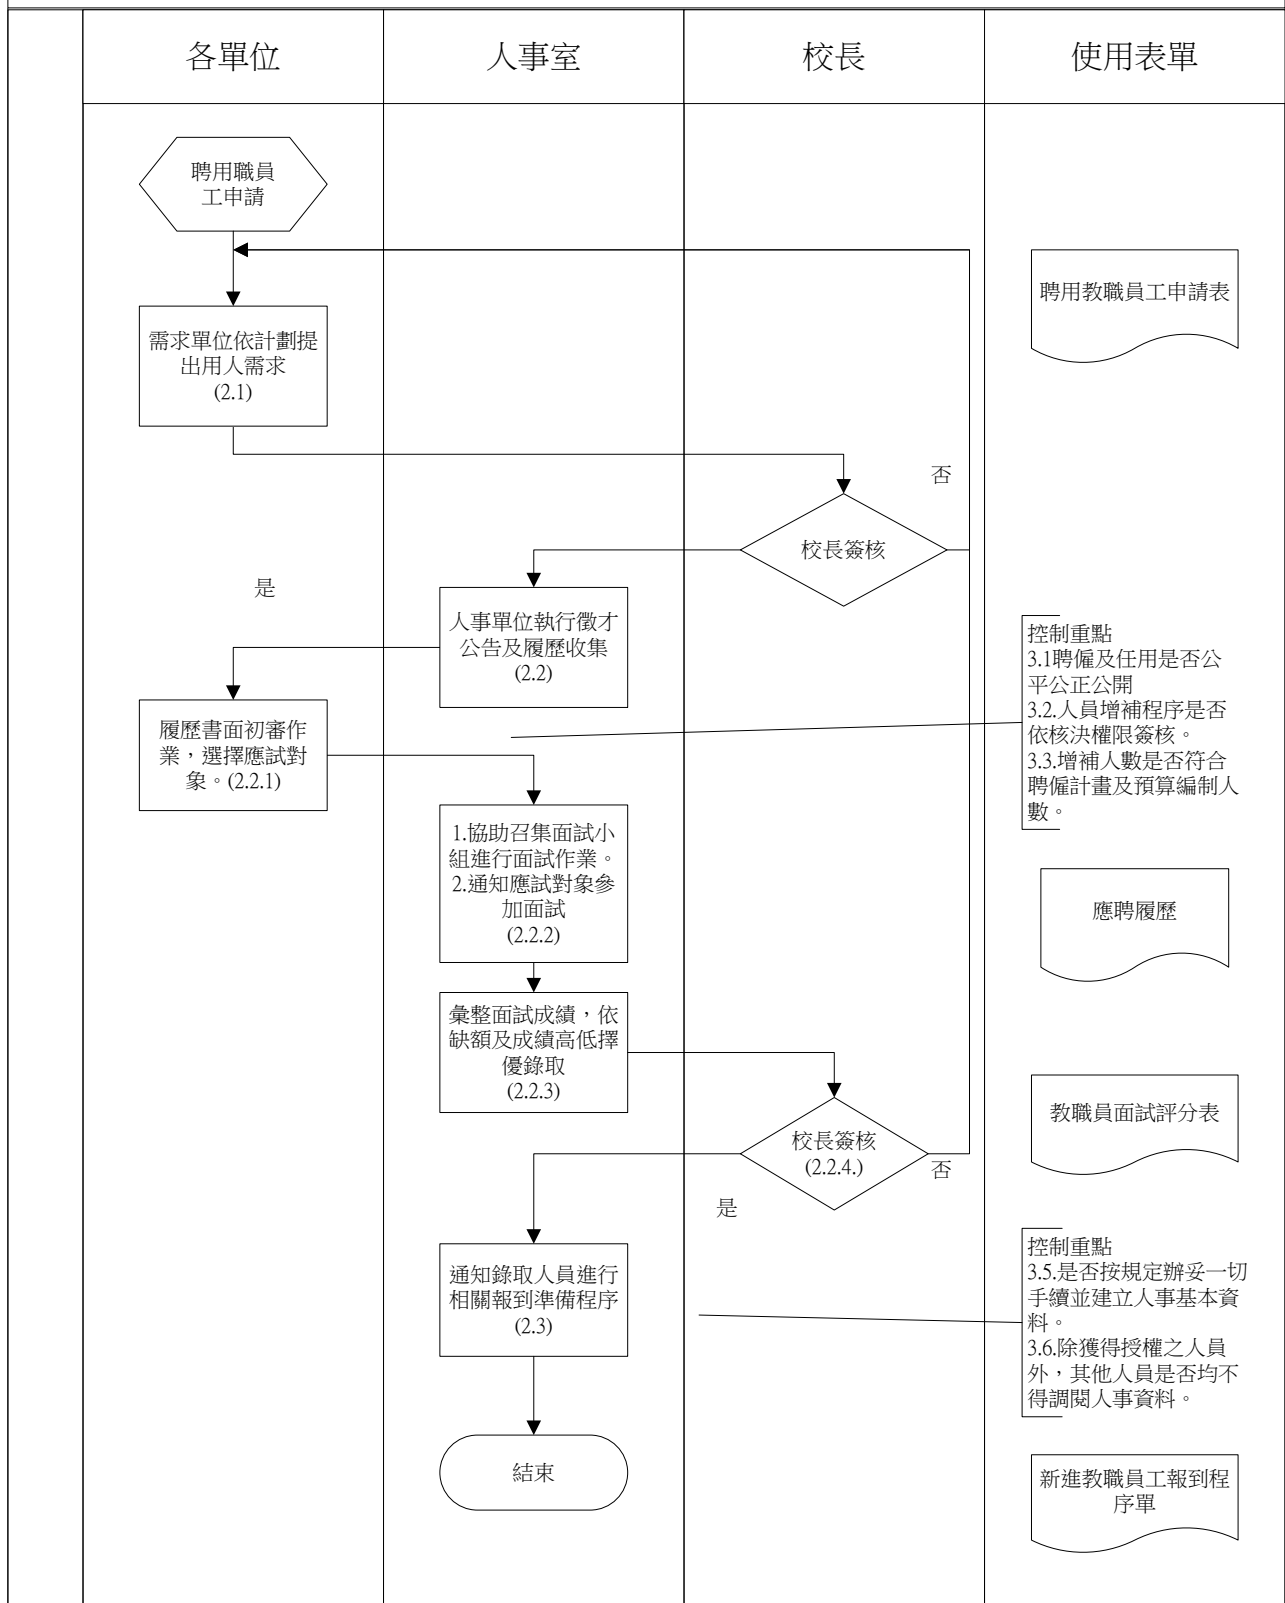 各單位
人事室
校長
使用表單
聘用職員
工申請
聘用教職員工申請表
需求單位依計劃提
出用人需求
(2.1)
否
校長簽核
是
人事單位執行徵才
公告及履歷收集
(2.2)
控制重點
3.1聘僱及任用是否公
平公正公開
3.2.人員增補程序是否
依核決權限簽核。
3.3.增補人數是否符合
聘僱計畫及預算編制人
數。
履歷書面初審作
業，選擇應試對
象。(2.2.1)
1.協助召集面試小
組進行面試作業。
2.通知應試對象參
加面試
(2.2.2)
應聘履歷
彙整面試成績，依
缺額及成績高低擇
優錄取
(2.2.3)
教職員面試評分表
校長簽核
(2.2.4.)
否
是
通知錄取人員進行
相關報到準備程序
(2.3)
控制重點
3.5.是否按規定辦妥一切
手續並建立人事基本資
料。
3.6.除獲得授權之人員
外，其他人員是否均不
得調閱人事資料。
結束
新進教職員工報到程
序單